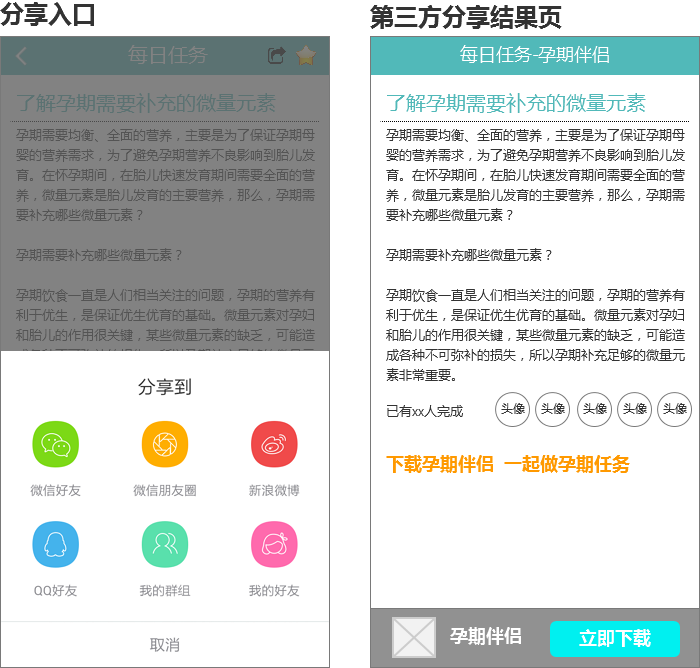 分享入口
每日任务
了解孕期需要补充的微量元素
孕期需要均衡、全面的营养，主要是为了保证孕期母
婴的营养需求，为了避免孕期营养不良影响到胎儿发
育。在怀孕期间，在胎儿快速发育期间需要全面的营
养，微量元素是胎儿发育的主要营养，那么，孕期需
要补充哪些微量元素？
孕期需要补充哪些微量元素？
孕期饮食一直是人们相当关注的问题，孕期的营养有
利于优生，是保证优生优育的基础。微量元素对孕妇
和胎儿的作用很关键，某些微量元素的缺乏，可能造
分享到
微信好友
微信朋友圈
新浪微博
QQ好友
我的群组
我的好友
取消
第三方分享结果页
每日任务-孕期伴侣
了解孕期需要补充的微量元素
孕期需要均衡、全面的营养，主要是为了保证孕期母
婴的营养需求，为了避免孕期营养不良影响到胎儿发
育。在怀孕期间，在胎儿快速发育期间需要全面的营
养，微量元素是胎儿发育的主要营养，那么，孕期需
要补充哪些微量元素？
孕期需要补充哪些微量元素？
孕期饮食一直是人们相当关注的问题，孕期的营养有
利于优生，是保证优生优育的基础。微量元素对孕妇
和胎儿的作用很关键，某些微量元素的缺乏，可能造
成各种不可弥补的损失，所以孕期补充足够的微量元
素非常重要。
已有xx人完成 头像 头像 头像 头像 头像
下载孕期伴侣 一起做孕期任务
孕期伴侣 立即下载